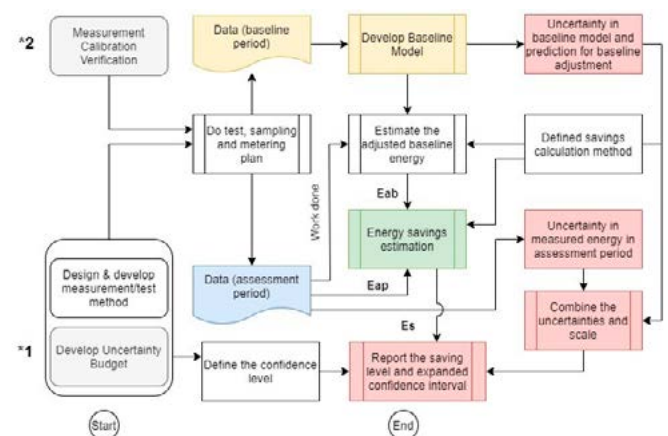 *2
Measurement
Calibration
Verification
Data (baseline
period)
Develop Baseline
Model
Uncertainty in
baseline model and
prediction for baseline
adjustment
Do test, sampling
and metering
plan
Estimate the
adjusted baseline
energy
Defined savings
calculation method
Work done
Eab
Energy savings
estimation
Uncertainty in
measured energy in
assessment period
Design & develop
measurement/test
method
Data (assessment
period)
Eap
Es
Combine the
uncertainties and
scale
*1
Develop Uncertainty
Budget
Define the confidence
level
Report the saving
level and expanded
confidence interval
Start
End